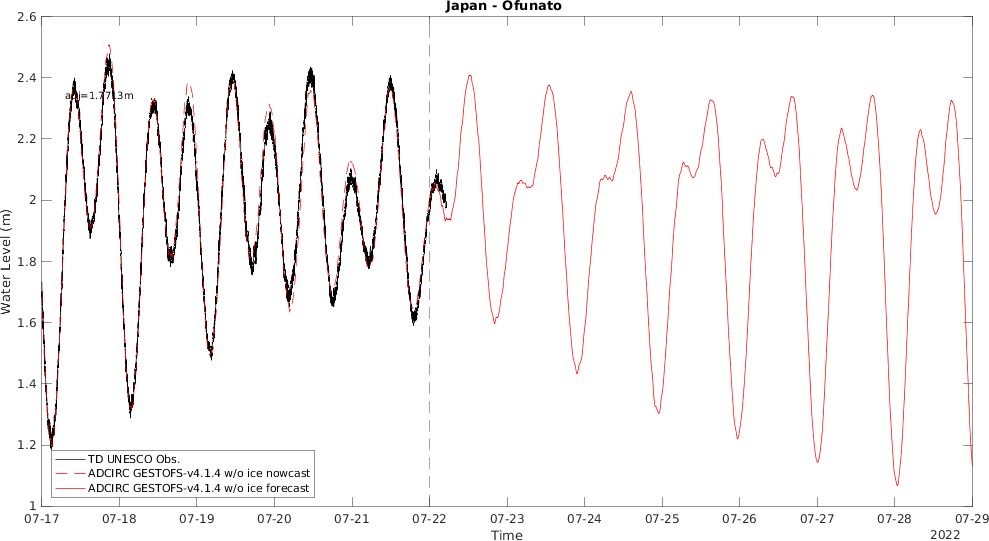 Japan - Ofunato
2.6
2.4
2.2
2
1.8
1.6
1.4
1.2
1
Water Level (m)
TD UNESCO Obs.
ADCIRC GESTOFS-v4.1.4 w/o ice nowcast
ADCIRC GESTOFS-v4.1.4 w/o ice forecast
07-17 07-18 07-19 07-20 07-21 07-22 07-23 07-24 07-25 07-26 07-27 07-28 07-29
Time
2022